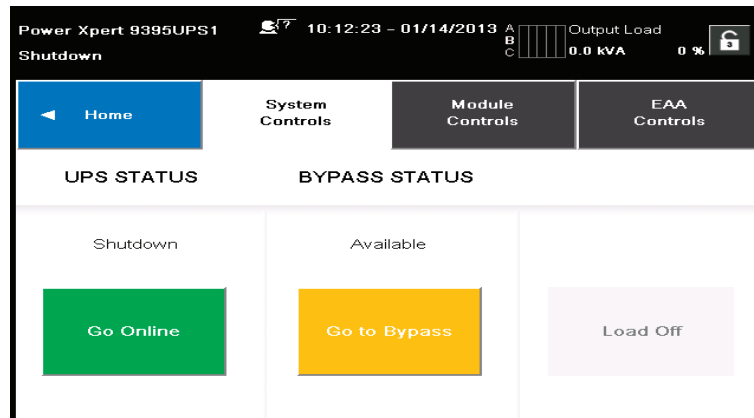 Power Xpert 9395UPS1
? 10:12:23 - 01/14/2013
A
B
C
Output Load
Shutdown
0.0 kVA 0 %
3
Home
System
Controls
Module
Controls
EAA
Controls
UPS STATUS
BYPASS STATUS
Shutdown
Available
Go Online
Go to Bypass
Load Off